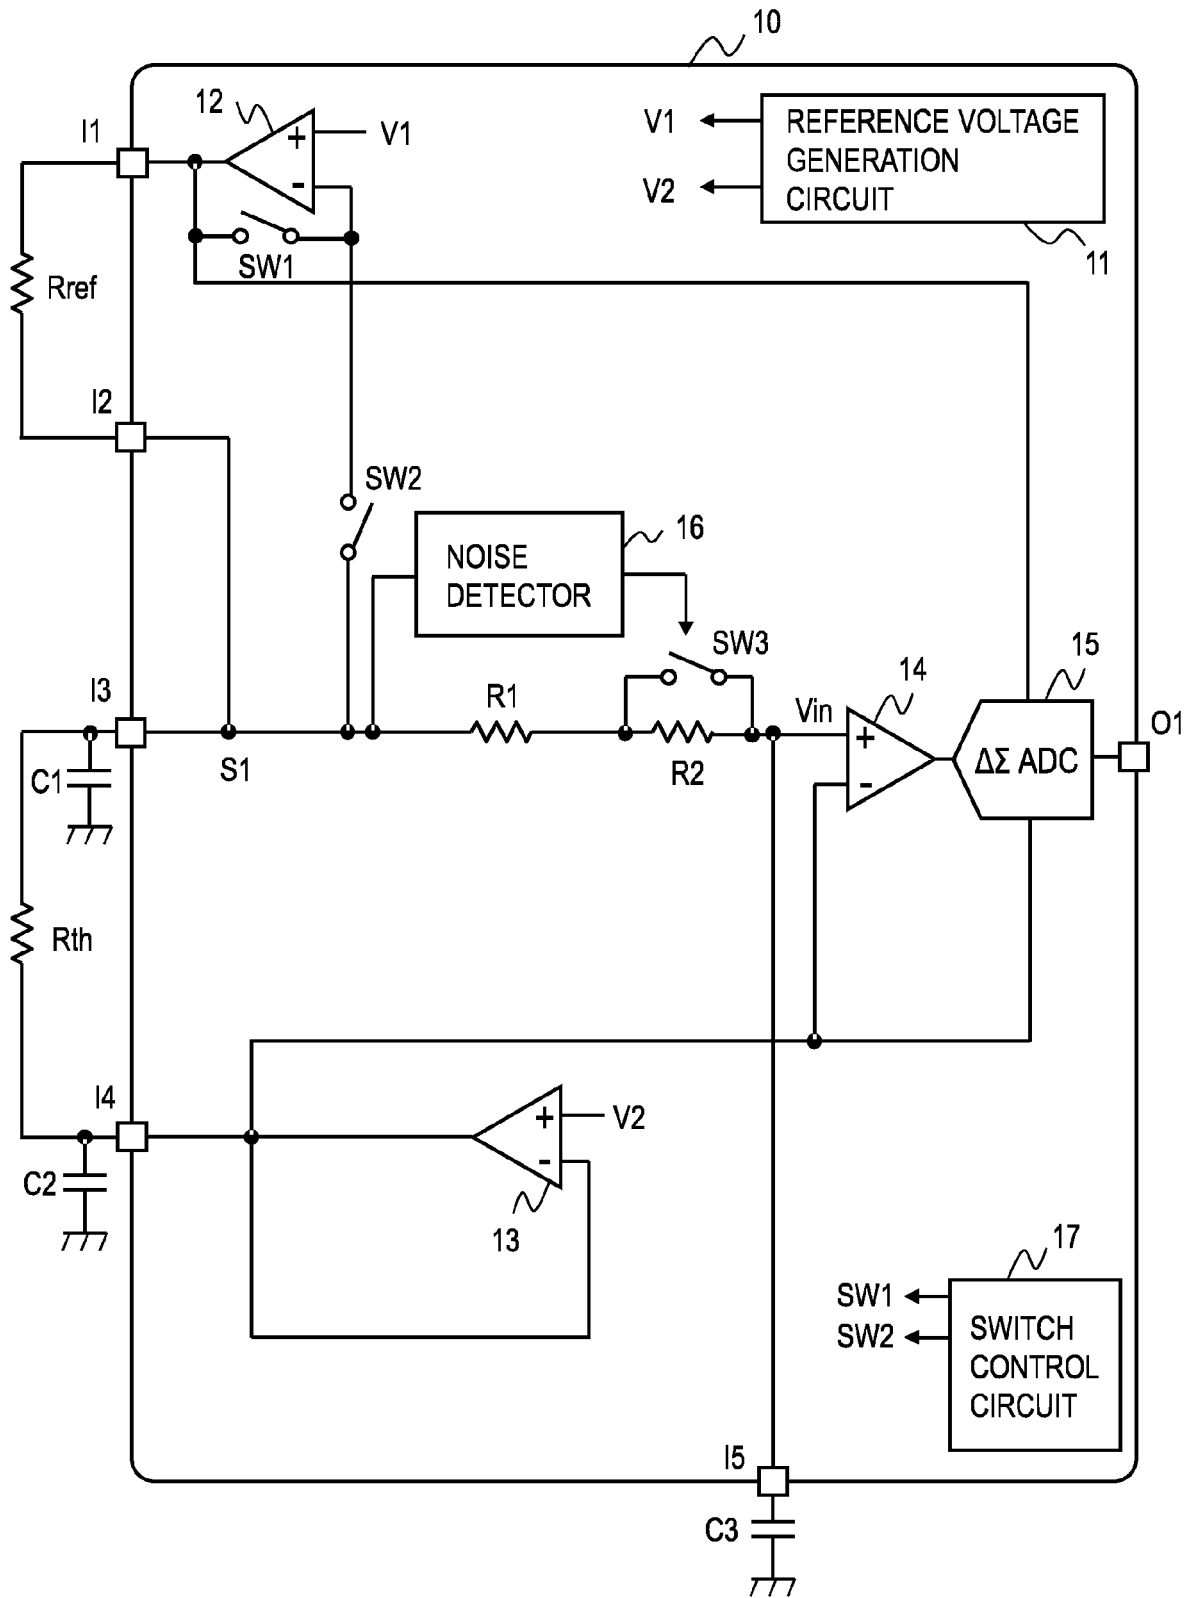 10
12
I1
+
V1
-
SW1
V1
V2
REFERENCE VOLTAGE
GENERATION
CIRCUIT
11
Rref
I2
SW2
NOISE
DETECTOR
16
SW3
I3
C1
S1
R1
R2
Vin
14
+
-
15
ΔΣ ADC
O1
Rth
I4
C2
+
V2
-
13
17
SW1
SW2
SWITCH
CONTROL
CIRCUIT
I5
C3